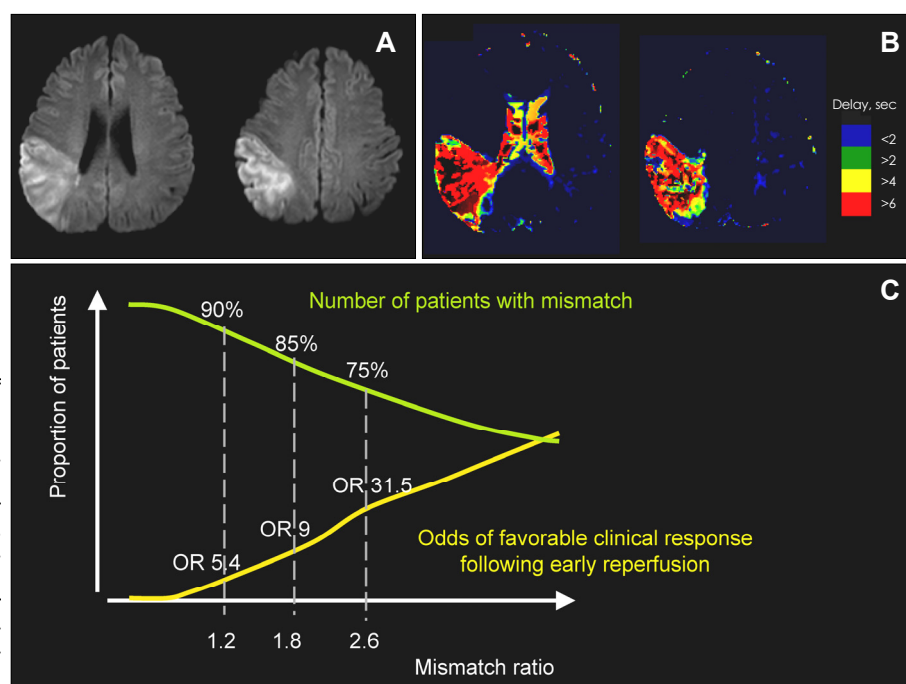 A
B
Delay, sec
<2
>2
>4
>6
C
Number of patients with mismatch
90%
85%
75%
Proportion of patients
OR 31.5
OR 9
OR 5.4
Odds of favorable clinical response
following early reperfusion
1.2
1.8
2.6
Mismatch ratio